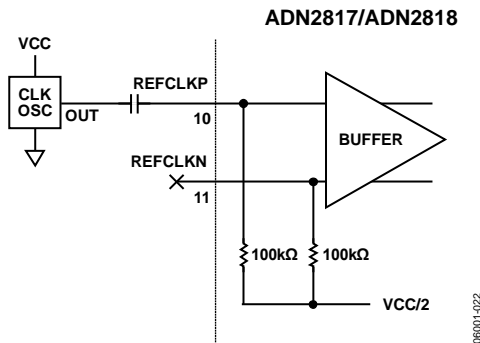 ADN2817/ADN2818
VCC
CLK
OSC
OUT
REFCLKP
10
BUFFER
REFCLKN
11
100kΩ
100kΩ
VCC/2
06001-022